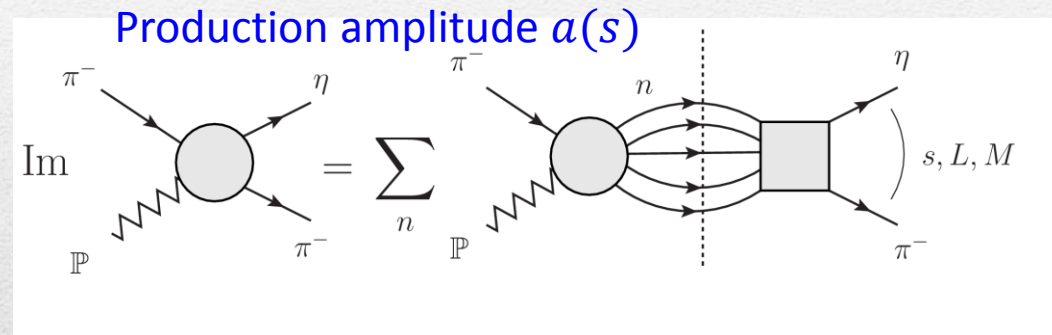 Production amplitude a(s)
π⁻ η π⁻ n η
Im = ∑ s, L, M
n
ℙ π⁻ ℙ π⁻